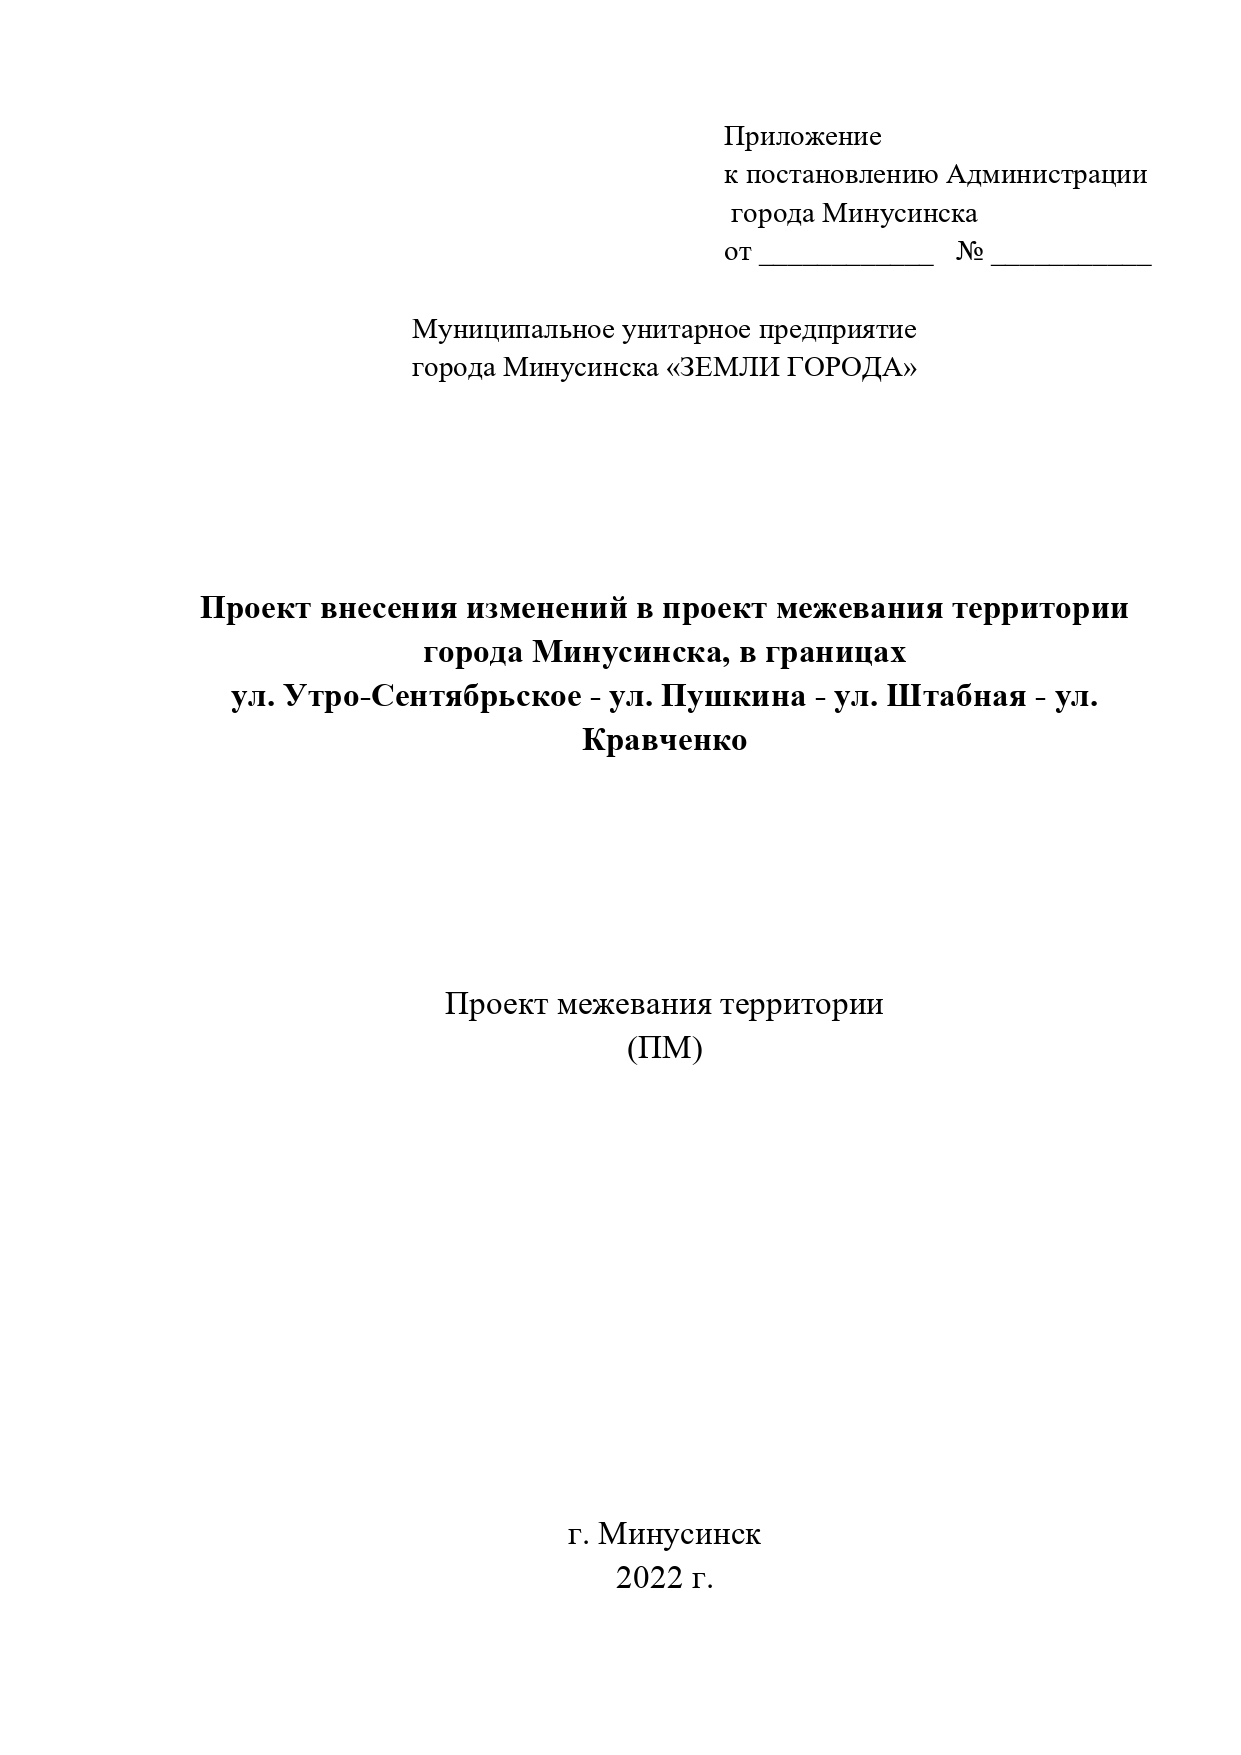 Приложение
к постановлению Администрации
города Минусинска
от ____________ № ___________
Муниципальное унитарное предприятие
города Минусинска «ЗЕМЛИ ГОРОДА»
Проект внесения изменений в проект межевания территории
города Минусинска, в границах
ул. Утро-Сентябрьское - ул. Пушкина - ул. Штабная - ул.
Кравченко
Проект межевания территории
(ПМ)
г. Минусинск
2022 г.